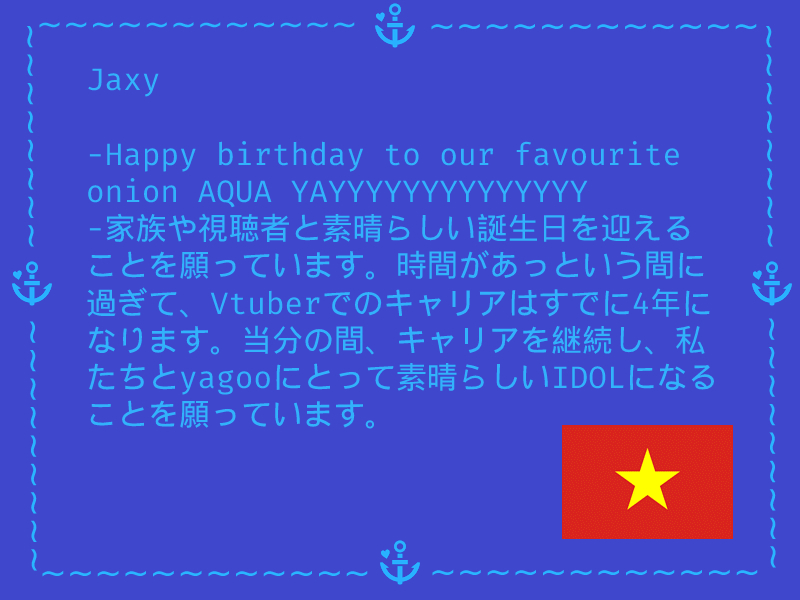 Jaxy
-Happy birthday to our favourite
onion AQUA YAYYYYYYYYYYYYYY
-家族や視聴者と素晴らしい誕生日を迎える
ことを願っています。時間があっという間に
過ぎて、Vtuberでのキャリアはすでに4年に
なります。当分の間、キャリアを継続し、私
たちとyagooにとって素晴らしいIDOLになる
ことを願っています。